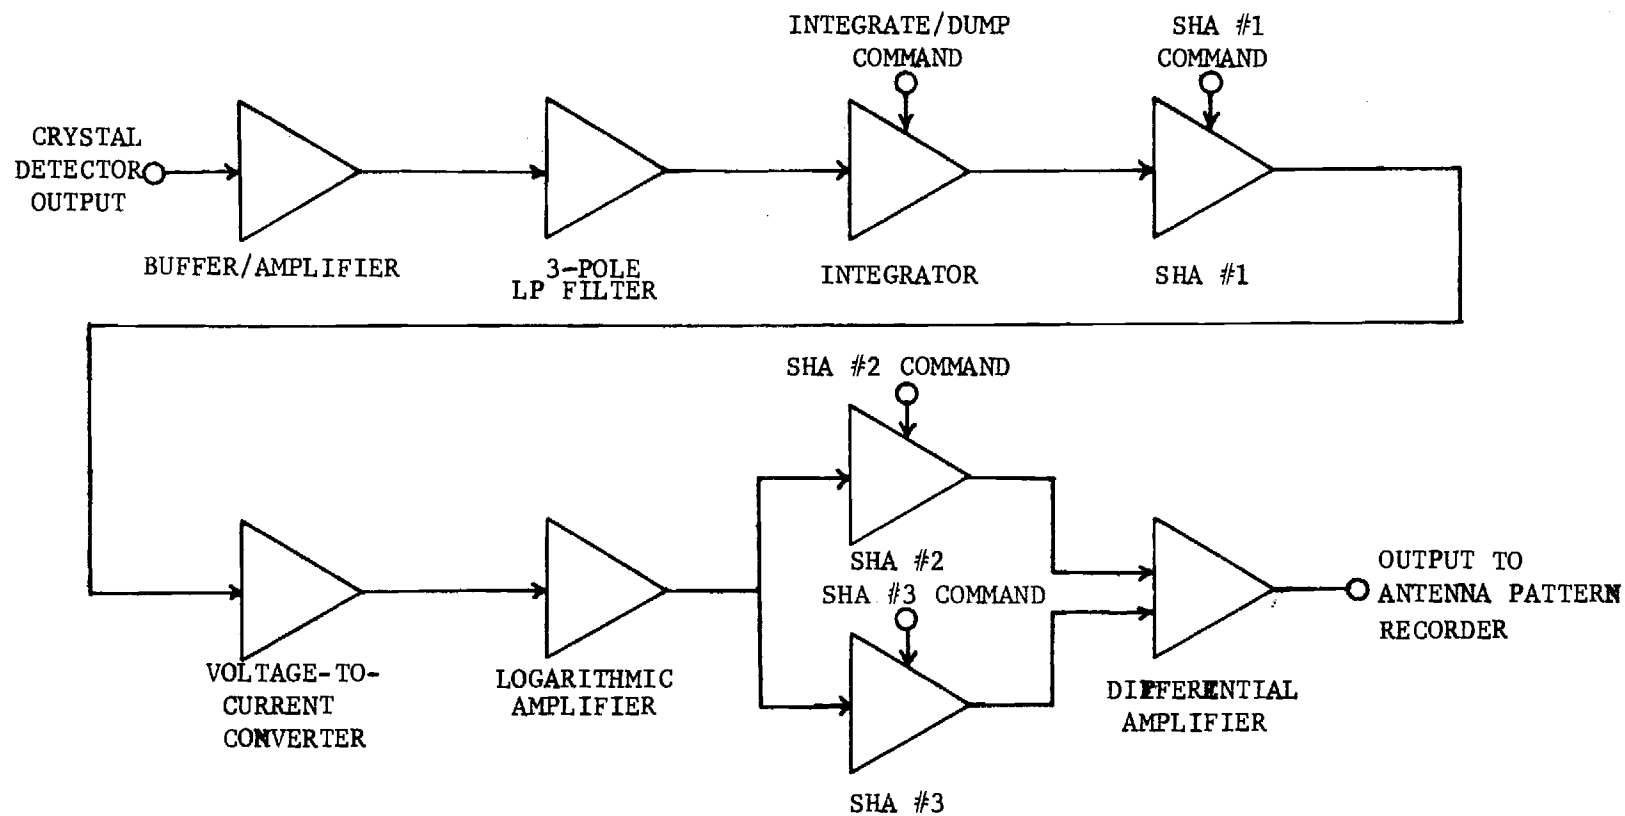 INTEGRATE/DUMP
COMMAND
SHA #1
COMMAND
CRYSTAL
DETECTOR
OUTPUT
BUFFER/AMPLIFIER
3-POLE
LP FILTER
INTEGRATOR
SHA #1
SHA #2 COMMAND
SHA #2
SHA #3 COMMAND
OUTPUT TO
ANTENNA PATTERN
RECORDER
VOLTAGE-TO-
CURRENT
CONVERTER
LOGARITHMIC
AMPLIFIER
DIFFERENTIAL
AMPLIFIER
SHA #3